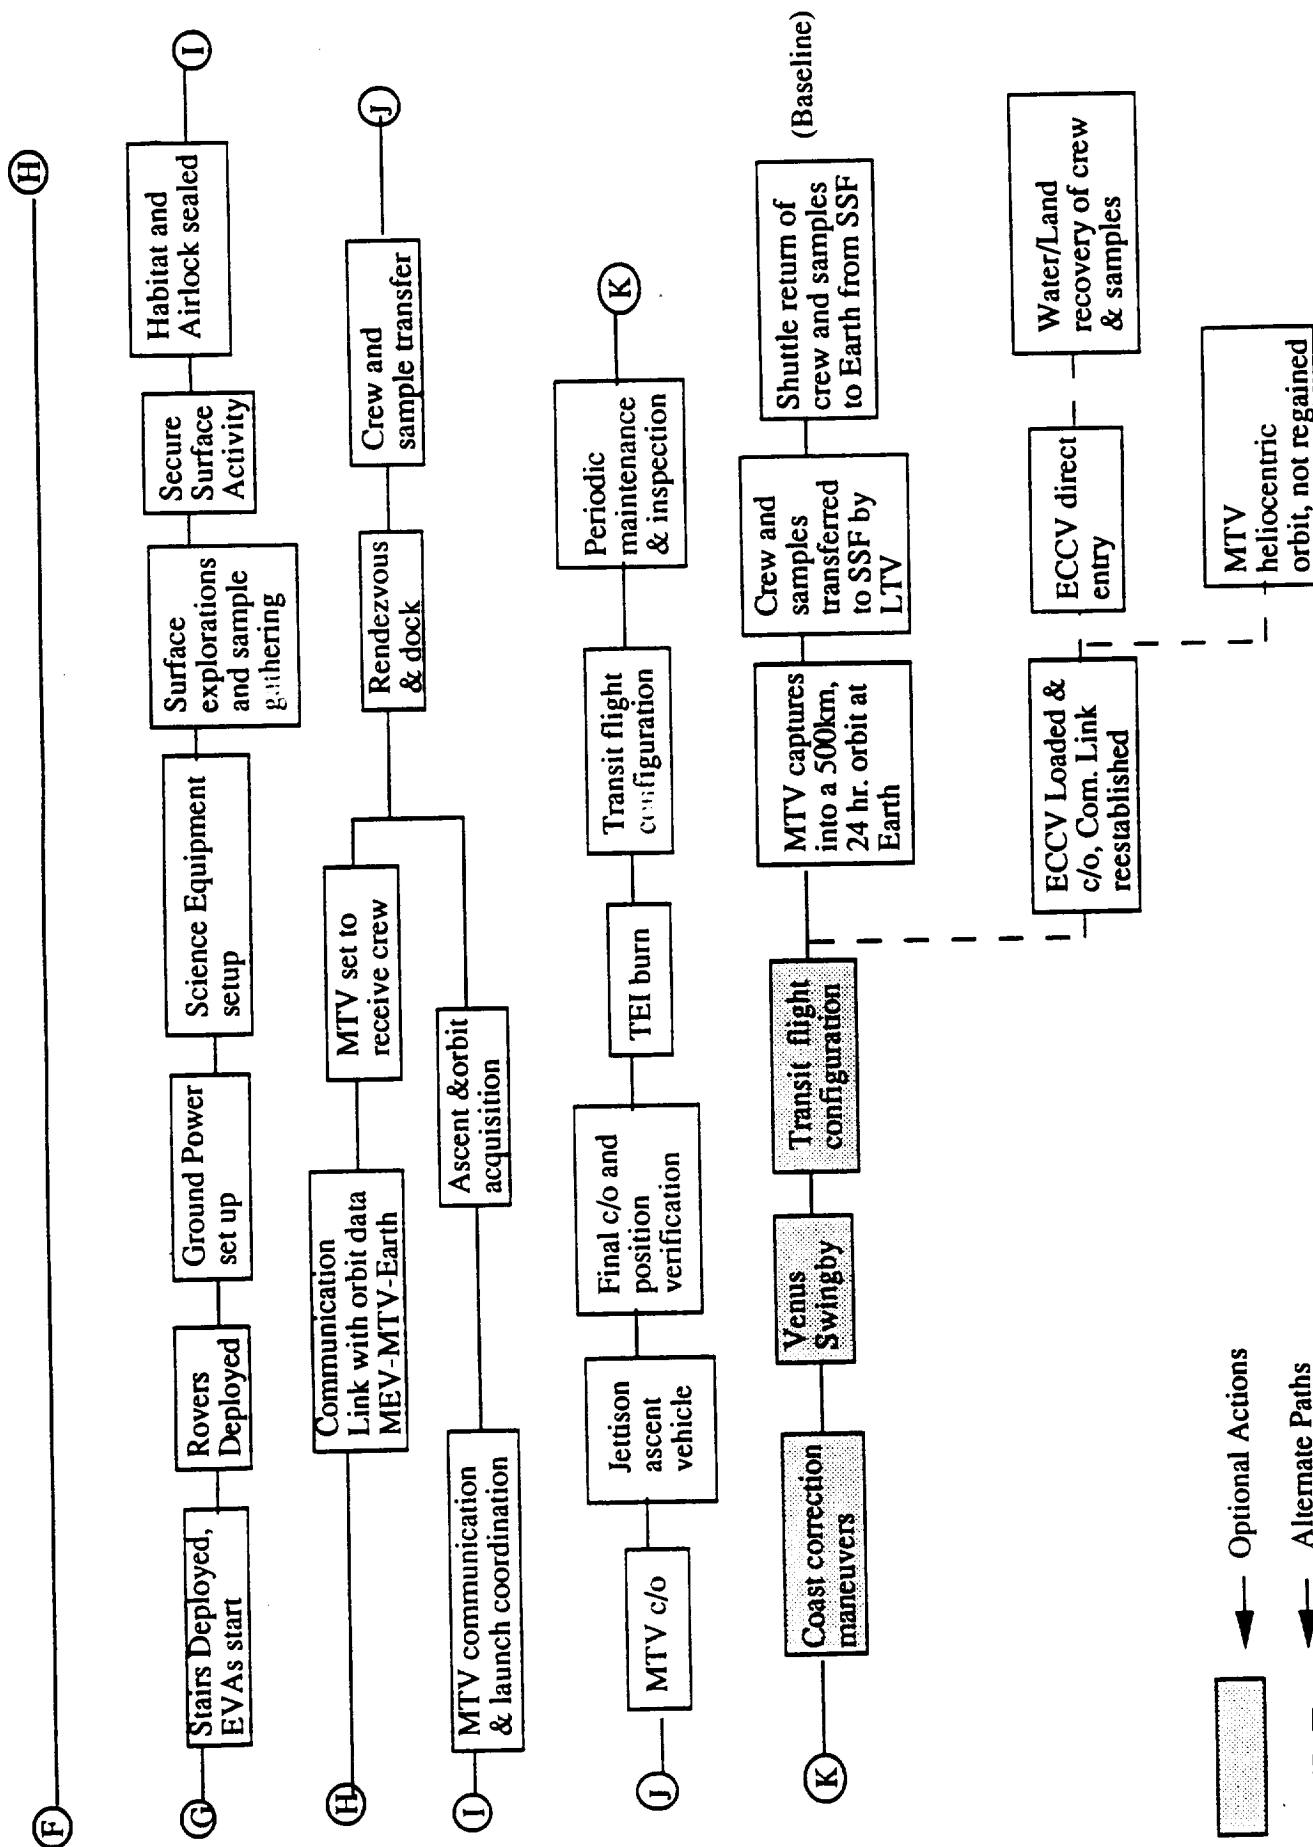 F
H
G
Stairs Deployed,
EVAs start
Rovers
Deployed
Ground Power
set up
Science Equipment
setup
Surface
explorations
and sample
gathering
Secure
Surface
Activity
Habitat and
Airlock sealed
I
H
Communication
Link with orbit data
MEV-MTV-Earth
MTV set to
receive crew
I
MTV communication
& launch coordination
Ascent &orbit
acquisition
Rendezvous
& dock
Crew and
sample transfer
J
J
MTV c/o
Jettison
ascent
vehicle
Final c/o and
position
verification
TEI burn
Transit flight
configuration
Periodic
maintenance
& inspection
K
K
Coast correction
maneuvers
Venus
Swingby
Transit flight
configuration
MTV captures
into a 500km,
24 hr. orbit at
Earth
Crew and
samples
transferred
to SSF by
LTV
Shuttle return of
crew and samples
to Earth from SSF
(Baseline)
ECCV Loaded &
c/o, Com. Link
reestablished
ECCV direct
entry
Water/Land
recovery of crew
& samples
MTV
heliocentric
orbit, not regained
Optional Actions
Alternate Paths